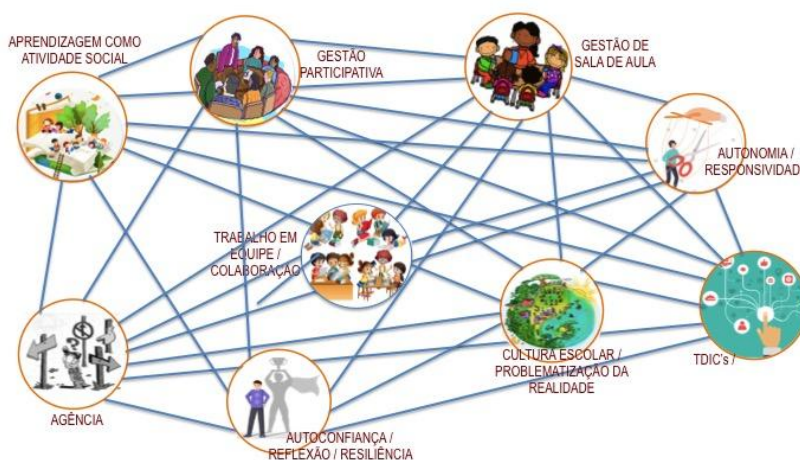 APRENDIZAGEM COMO
ATIVIDADE SOCIAL
GESTÃO
PARTICIPATIVA
GESTÃO DE
SALA DE AULA
AUTONOMIA /
RESPONSIVIDAD
TRABALHO EM
EQUIPE /
COLABORAÇÃO
CULTURA ESCOLAR /
PROBLEMATIZAÇÃO DA
REALIDADE
TDIC's /
AGÊNCIA
AUTOCONFIANÇA /
REFLEXÃO / RESILIÊNCIA